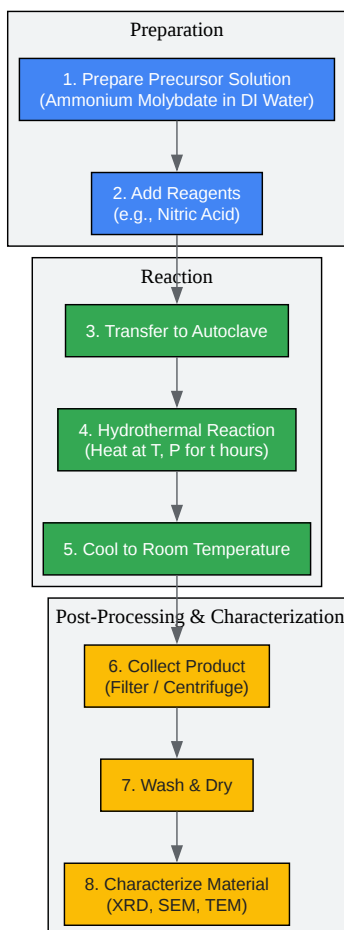 Preparation
1. Prepare Precursor Solution
(Ammonium Molybdate in DI Water)
2. Add Reagents
(e.g., Nitric Acid)
Reaction
3. Transfer to Autoclave
4. Hydrothermal Reaction
(Heat at T, P for t hours)
5. Cool to Room Temperature
Post-Processing & Characterization
6. Collect Product
(Filter / Centrifuge)
7. Wash & Dry
8. Characterize Material
(XRD, SEM, TEM)